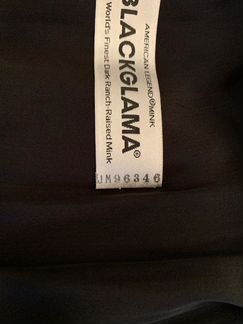 AMERICAN LEGEND® MINK
BLACKGLAMA®
World's Finest Dark Ranch-Raised Mink
JM96346